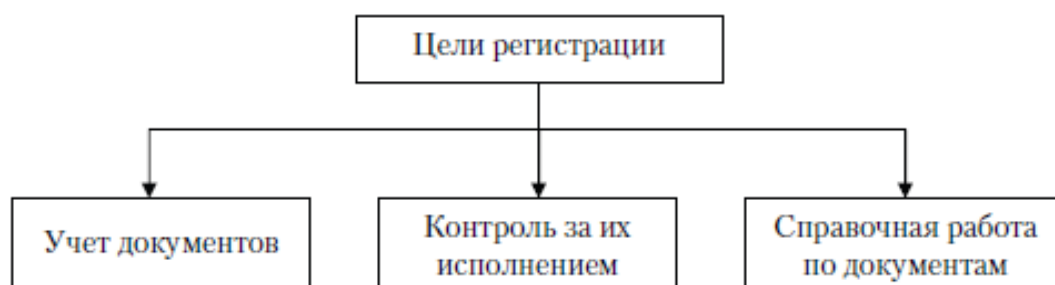 Цели регистрации
Учет документов
Контроль за их
исполнением
Справочная работа
по документам